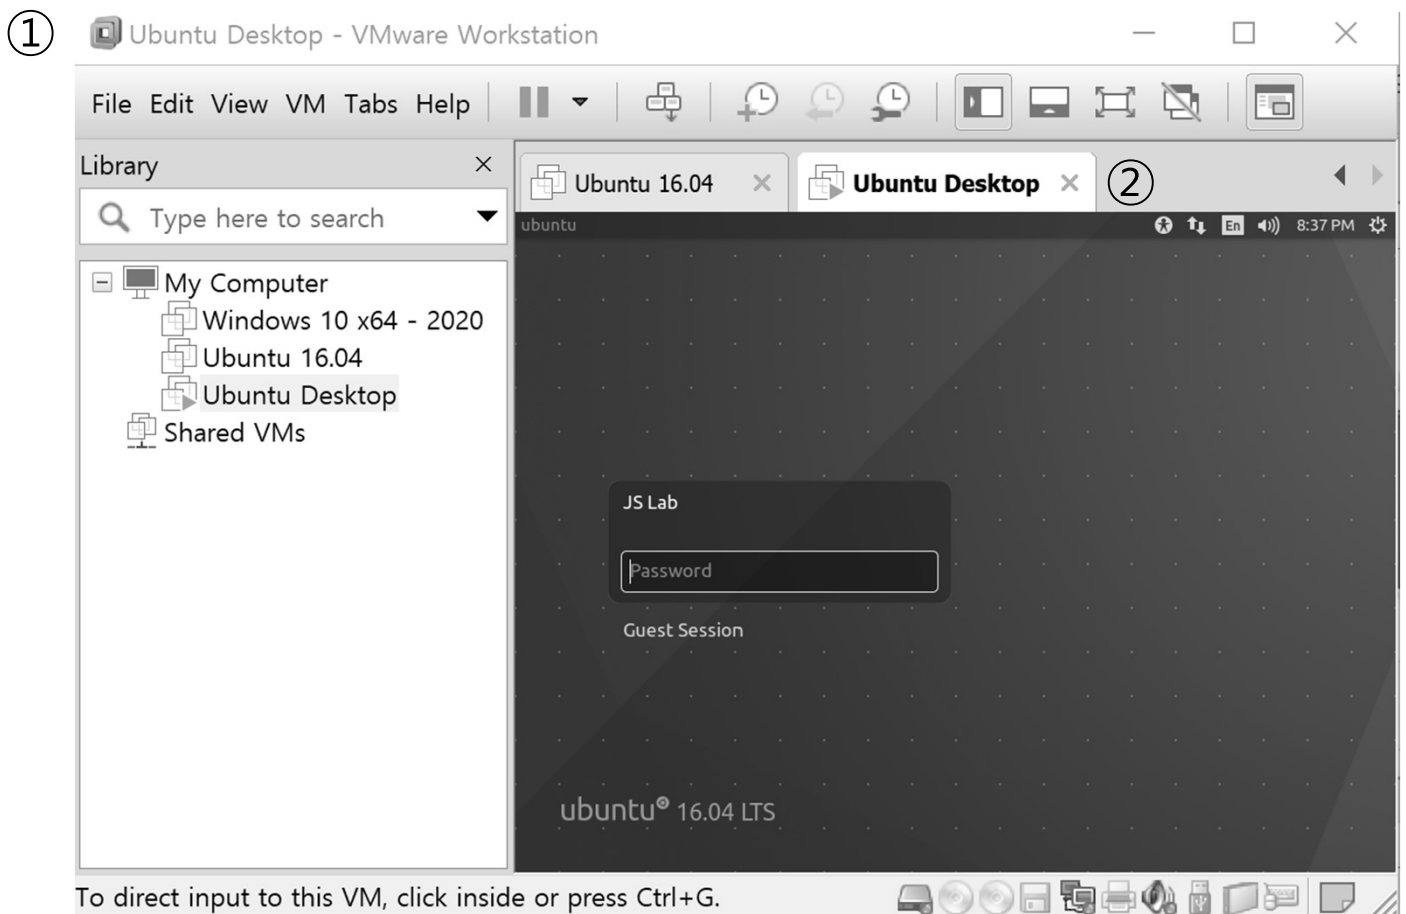 ① Ubuntu Desktop - VMware Workstation
File Edit View VM Tabs Help
Library
Ubuntu 16.04
Ubuntu Desktop
②
Type here to search
ubuntu
En
8:37 PM
My Computer
Windows 10 x64 - 2020
Ubuntu 16.04
Ubuntu Desktop
Shared VMs
JS Lab
Password
Guest Session
ubuntu® 16.04 LTS
To direct input to this VM, click inside or press Ctrl+G.